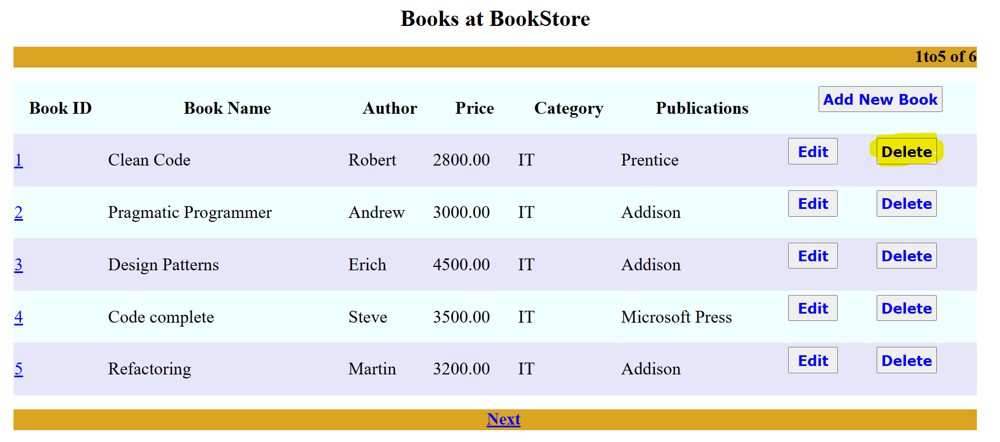 Books at BookStore
1to5 of 6
Book ID Book Name Author Price Category Publications Add New Book
1 Clean Code Robert 2800.00 IT Prentice Edit Delete
2 Pragmatic Programmer Andrew 3000.00 IT Addison Edit Delete
3 Design Patterns Erich 4500.00 IT Addison Edit Delete
4 Code complete Steve 3500.00 IT Microsoft Press Edit Delete
5 Refactoring Martin 3200.00 IT Addison Edit Delete
Next